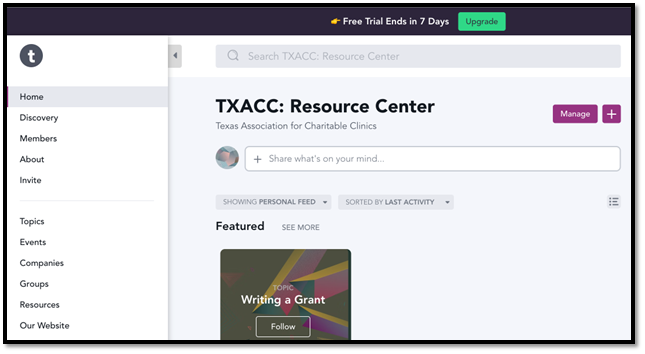 👉 Free Trial Ends in 7 Days Upgrade
t
Search TXACC: Resource Center
Home
Discovery
Members
About
Invite
Topics
Events
Companies
Groups
Resources
Our Website
TXACC: Resource Center
Manage +
Texas Association for Charitable Clinics
+ Share what's on your mind...
SHOWING PERSONAL FEED SORTED BY LAST ACTIVITY
Featured SEE MORE
TOPIC
Writing a Grant
Follow